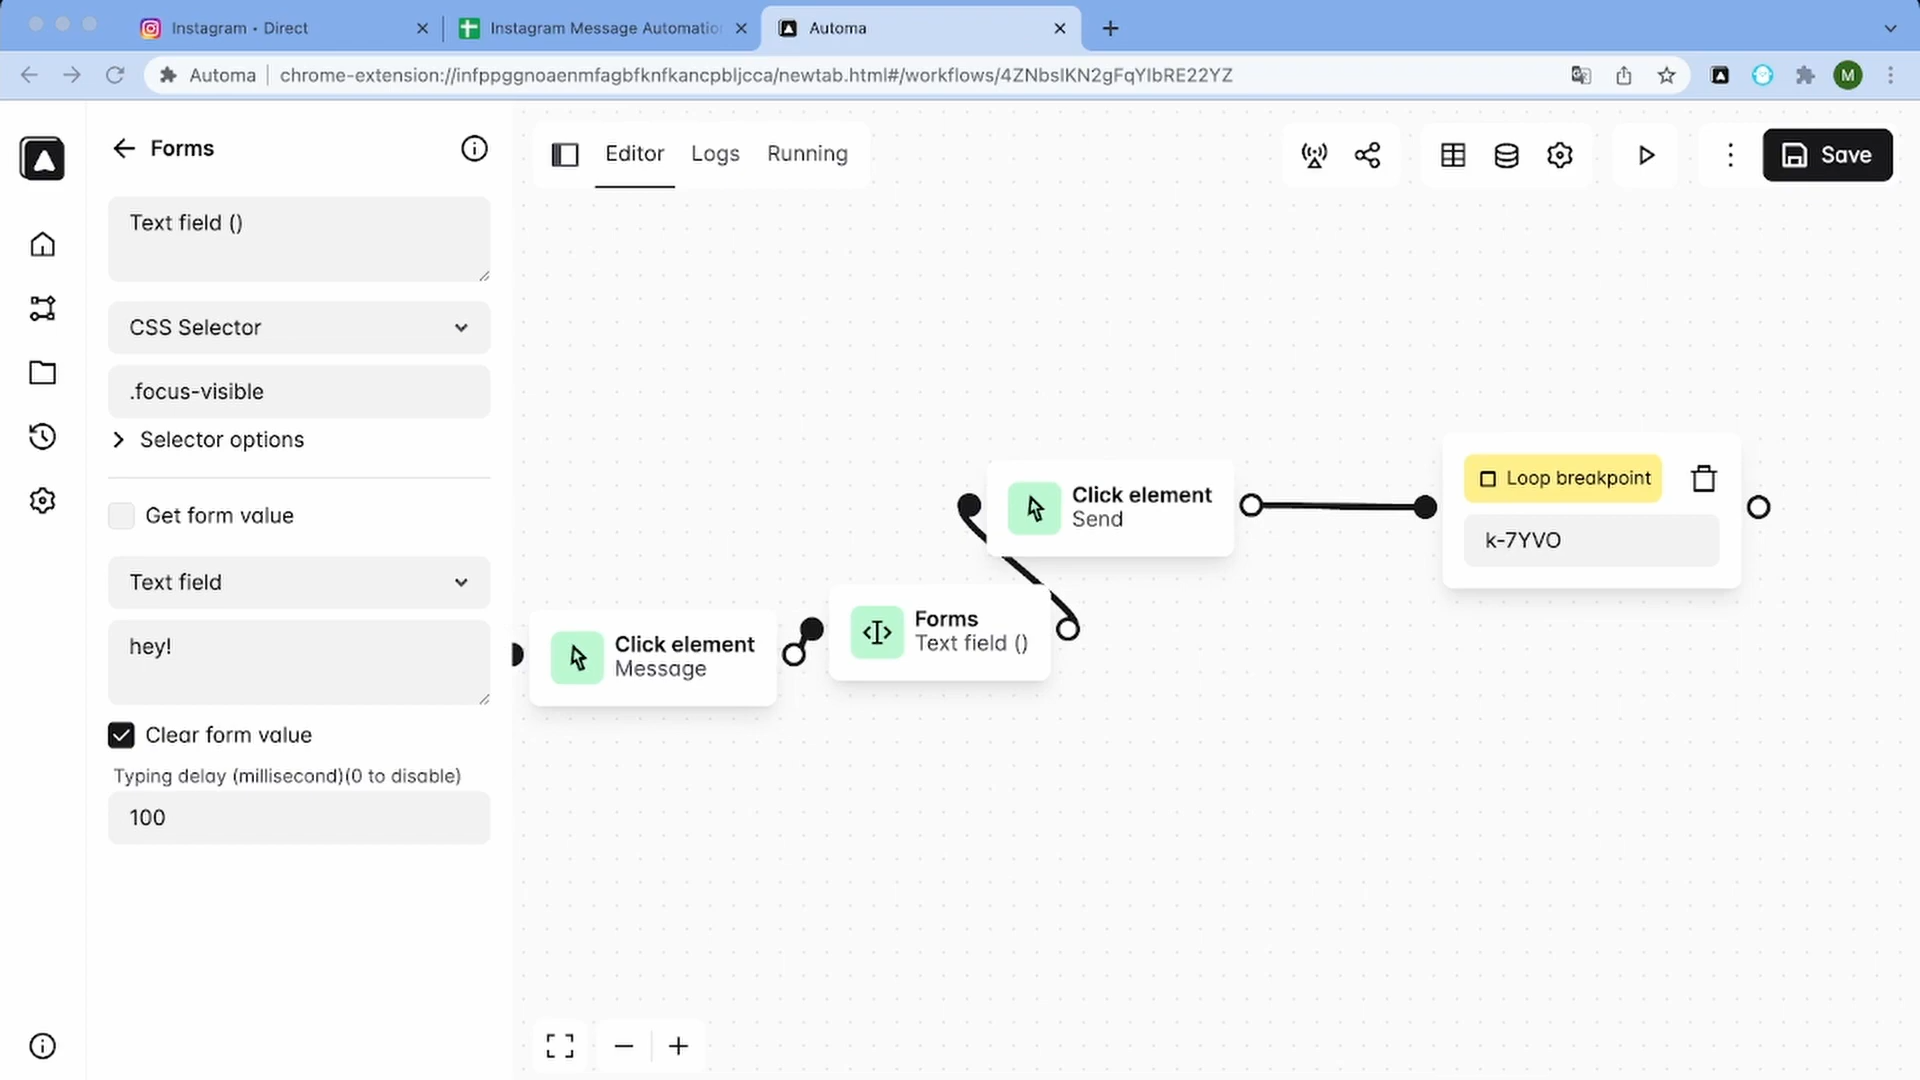 Instagram • Direct
Instagram Message Automatio
Automa
Automa
chrome-extension://infppggnoaenmfagbfknfkancpbljcca/newtab.html#/workflows/4ZNbsIKN2gFqYIbRE22YZ
M
Forms
Text field ()
CSS Selector
.focus-visible
Selector options
Get form value
Text field
hey!
Clear form value
Typing delay (millisecond)(0 to disable)
100
Editor
Logs
Running
Save
Click element
Message
Forms
Text field ()
Click element
Send
Loop breakpoint
k-7YVO